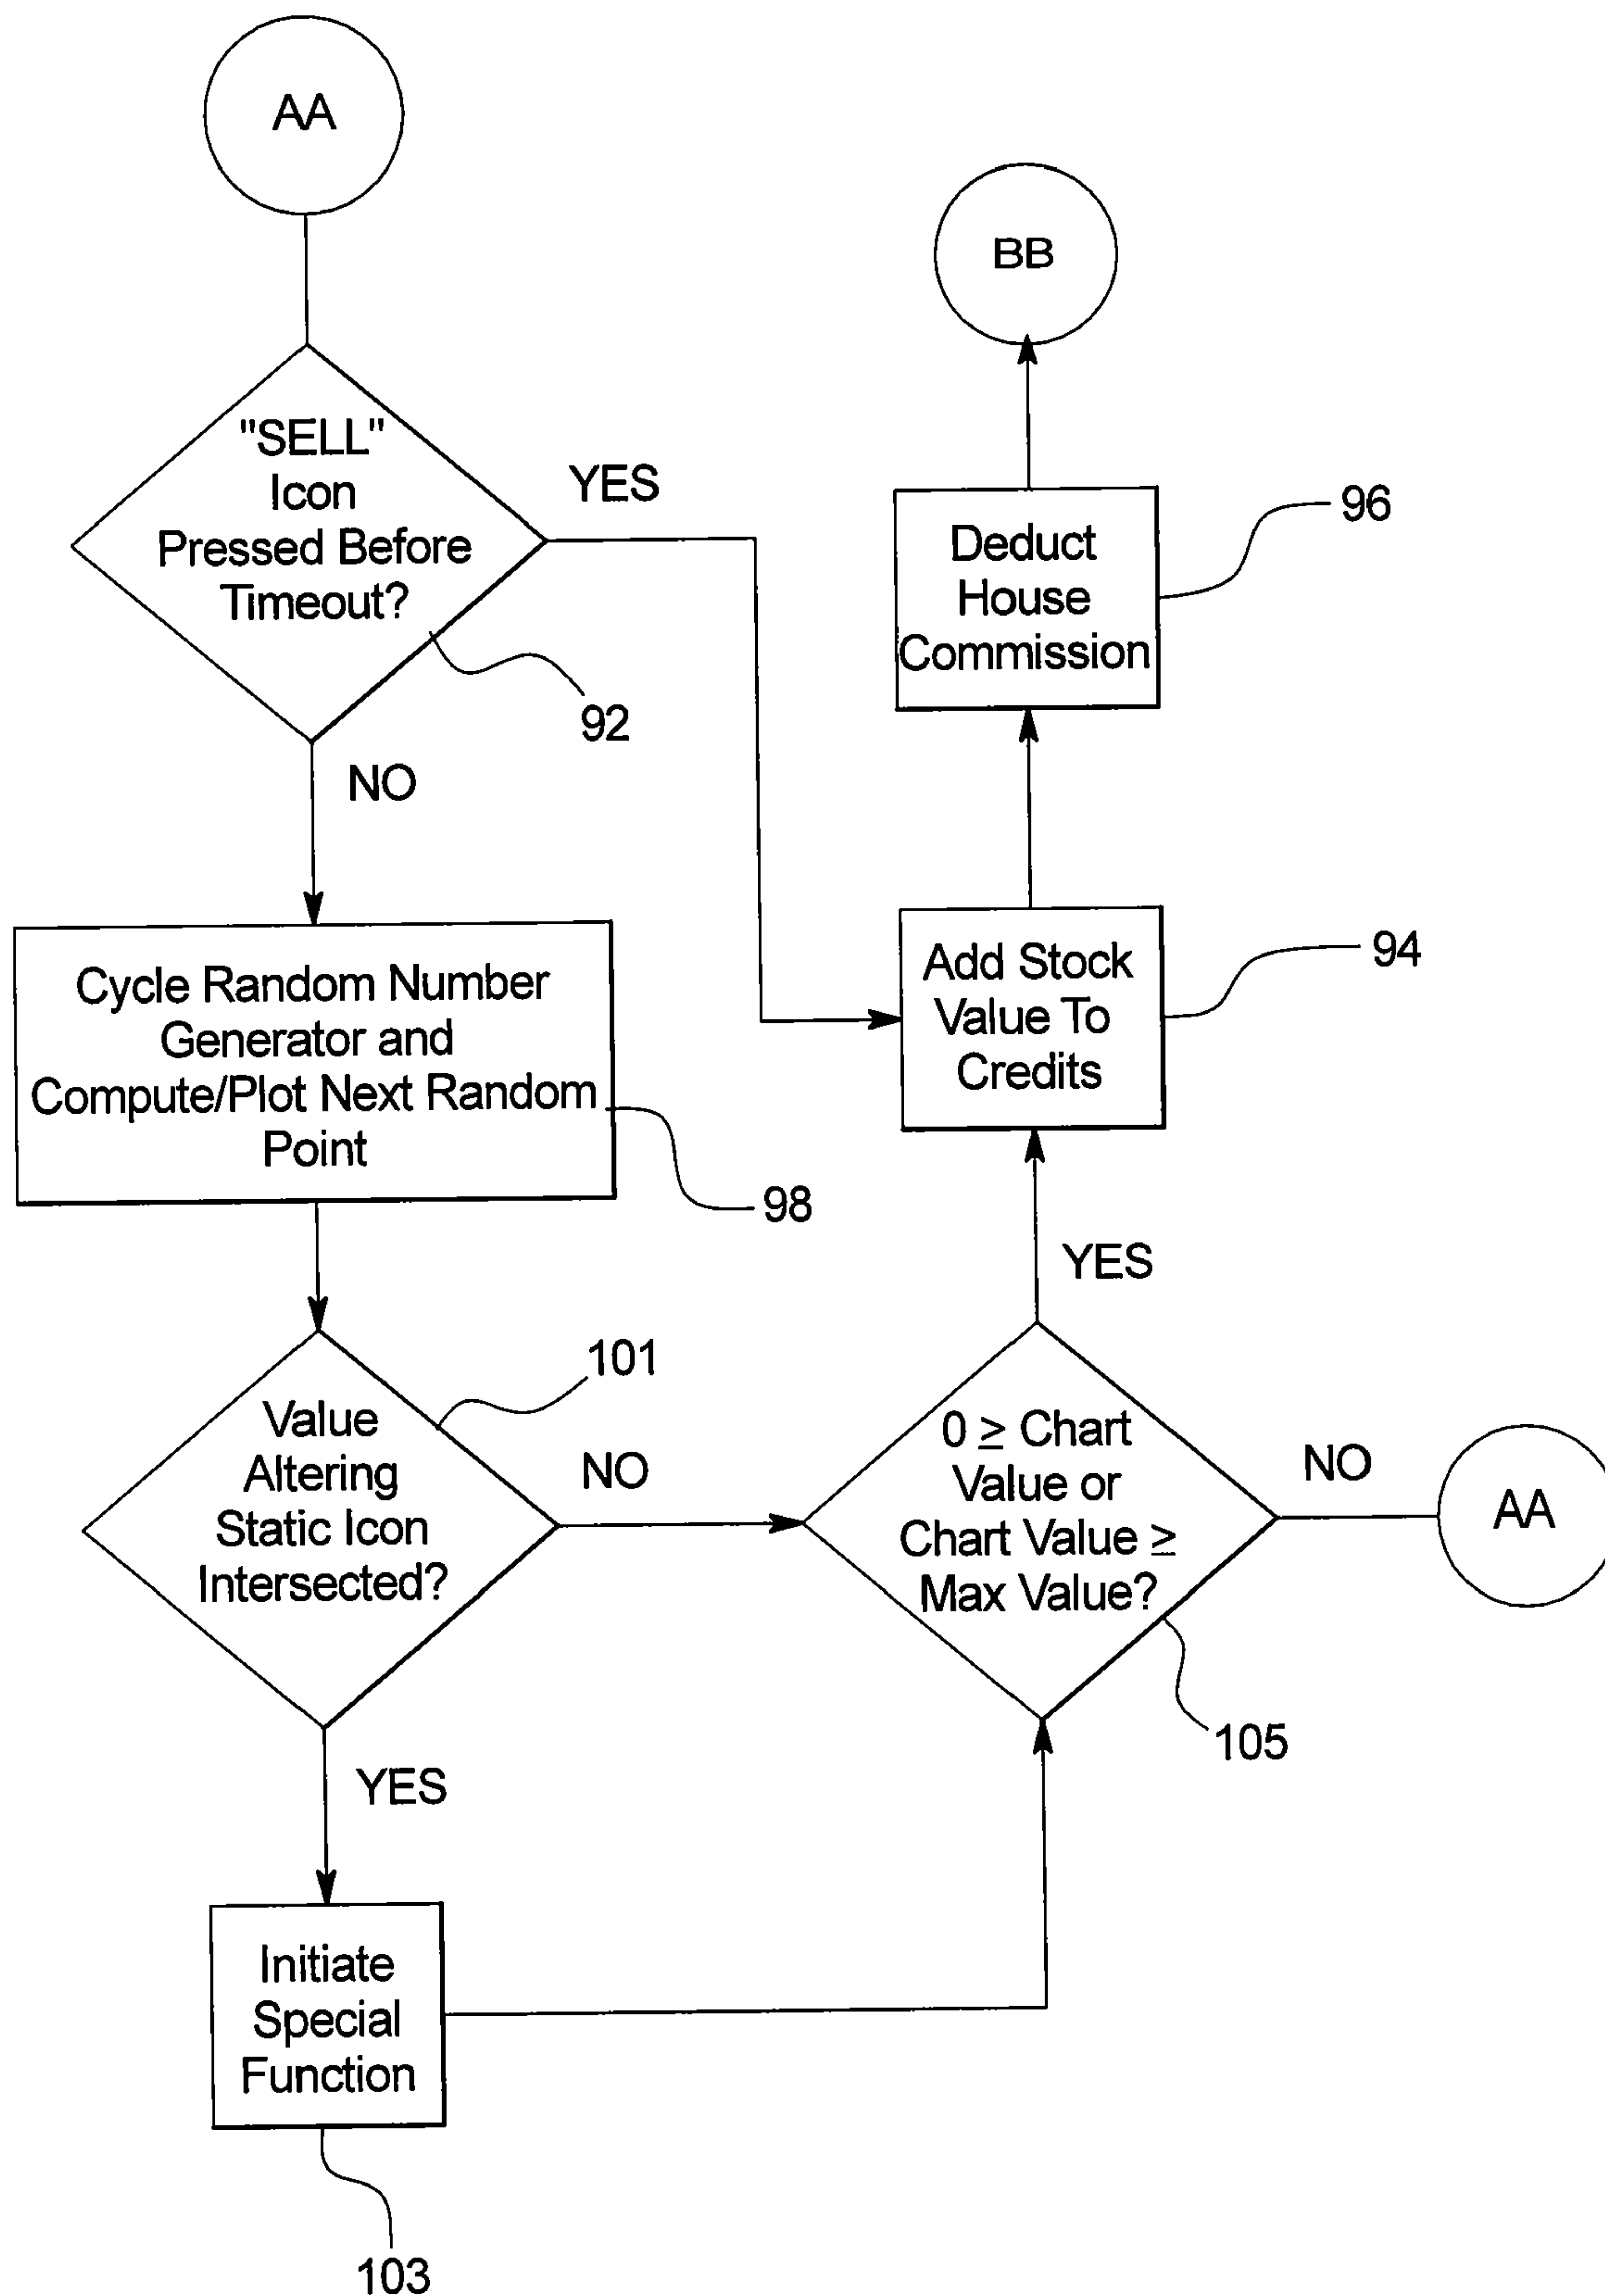 AA
"SELL"
Icon
Pressed Before
Timeout?
92
YES
NO
BB
Deduct
House
Commission
96
Add Stock
Value To
Credits
94
Cycle Random Number
Generator and
Compute/Plot Next Random
Point
98
YES
101
Value
Altering
Static Icon
Intersected?
NO
0 ≥ Chart
Value or
Chart Value ≥
Max Value?
NO
AA
105
YES
Initiate
Special
Function
103